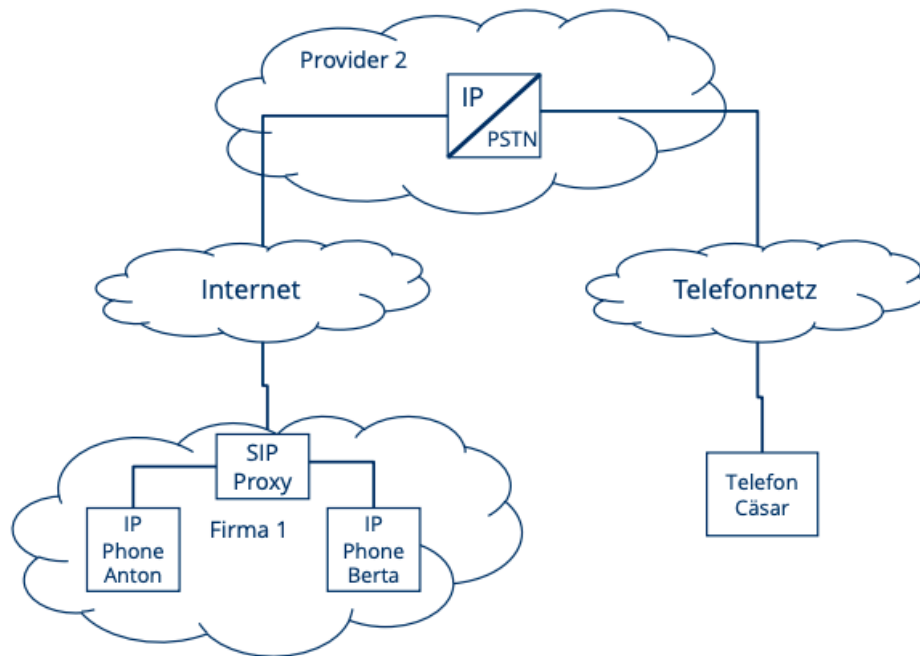 Provider 2
IP
PSTN
Internet
Telefonnetz
SIP
Proxy
IP
Phone
Anton
Firma 1
IP
Phone
Berta
Telefon
Cäsar